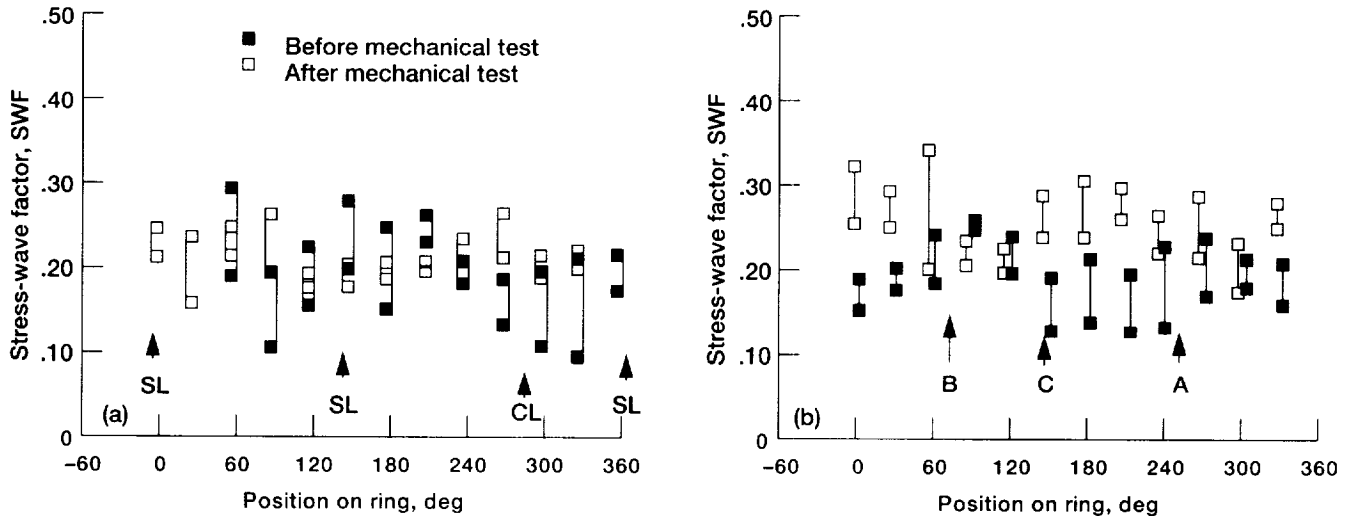 .50
.40
.30
.20
.10
0
Stress-wave factor, SWF
Before mechanical test
After mechanical test
SL
SL
CL
SL
(a)
−60 0 60 120 180 240 300 360
Position on ring, deg
.50
.40
.30
.20
.10
0
Stress-wave factor, SWF
B
C
A
(b)
−60 0 60 120 180 240 300 360
Position on ring, deg